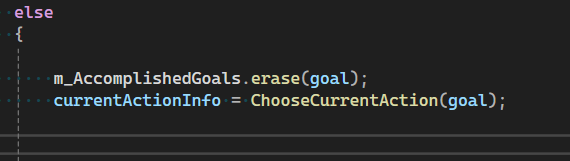 else
{
m_AccomplishedGoals.erase(goal);
currentActionInfo = ChooseCurrentAction(goal);